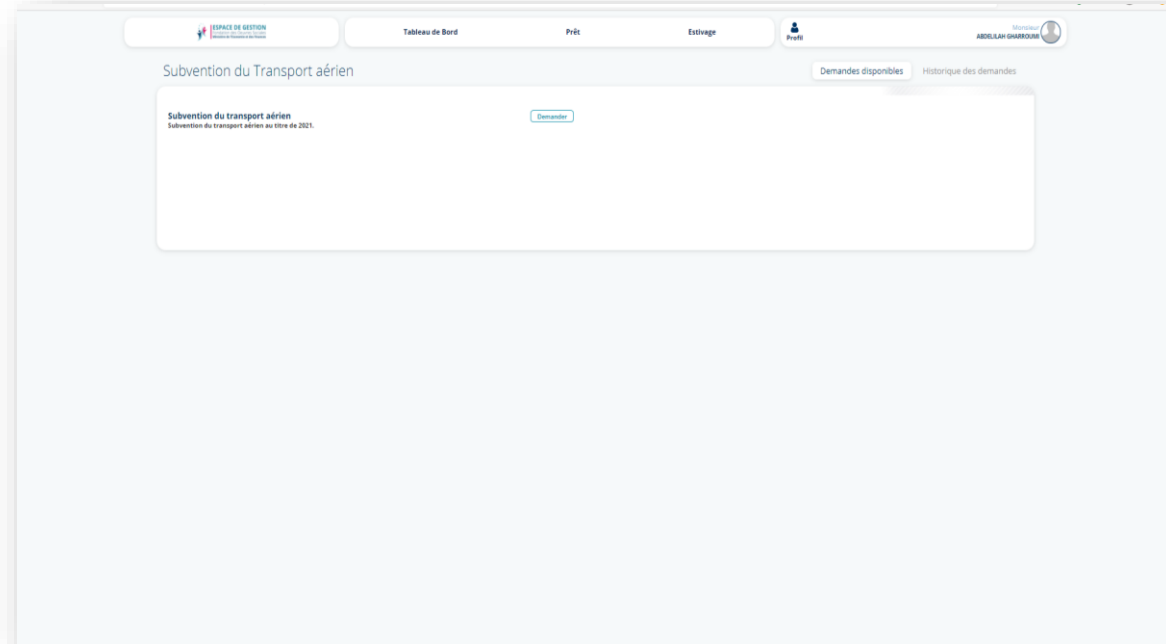 ESPACE DE GESTION
Tableau de Bord
Prêt
Estivage
Profil
Monsieur
ABDELILAH GHARROUMI
Subvention du Transport aérien
Demandes disponibles
Historique des demandes
Subvention du transport aérien
Demander
Subvention du transport aérien au titre de 2021.